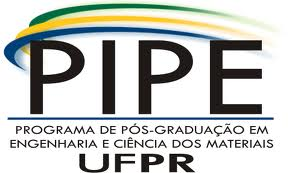 PIPE
PROGRAMA DE PÓS-GRADUAÇÃO EM
ENGENHARIA E CIÊNCIA DOS MATERIAIS
UFPR